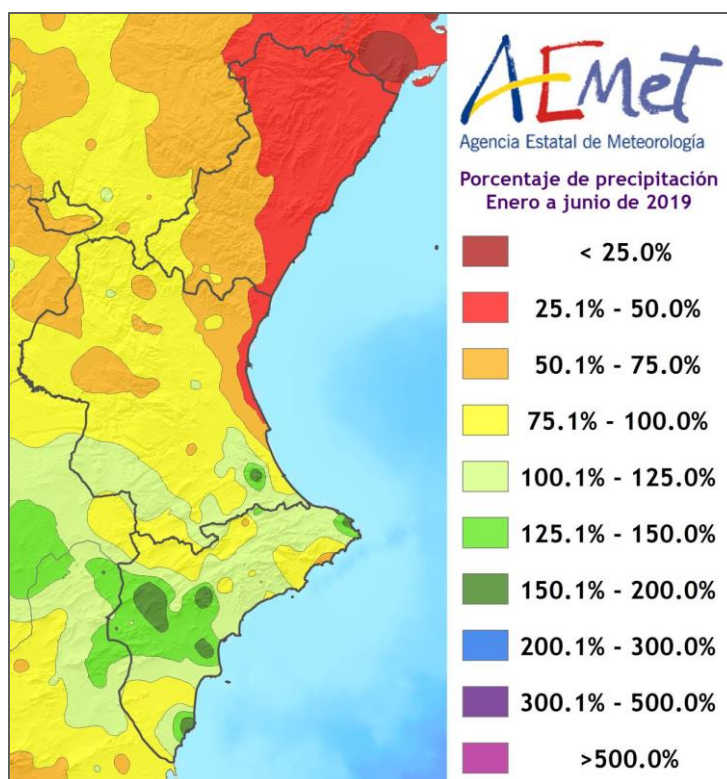 AEmet
Agencia Estatal de Meteorología
Porcentaje de precipitación
Enero a junio de 2019
< 25.0%
25.1% - 50.0%
50.1% - 75.0%
75.1% - 100.0%
100.1% - 125.0%
125.1% - 150.0%
150.1% - 200.0%
200.1% - 300.0%
300.1% - 500.0%
>500.0%